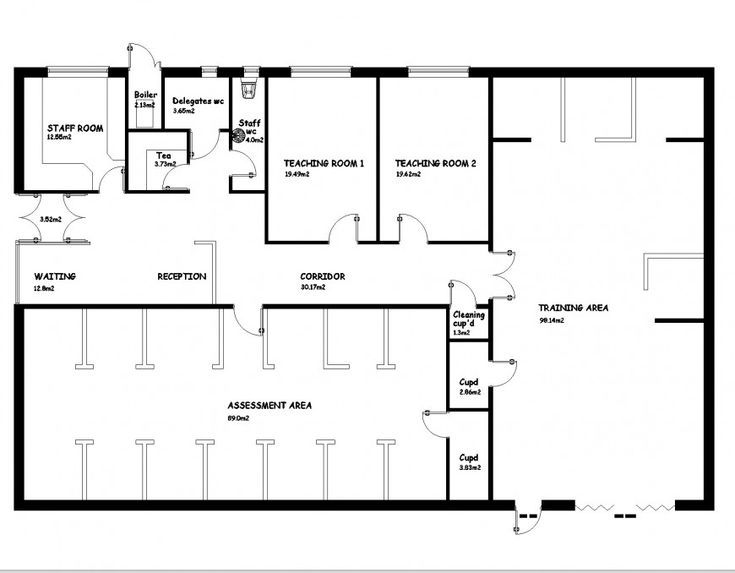 Boiler
2.13m2
Delegates wc
3.65m2
STAFF ROOM
12.55m2
Staff
wc
4.0m2
Tea
3.73m2
TEACHING ROOM 1
19.49m2
TEACHING ROOM 2
19.62m2
3.52m2
WAITING
12.8m2
RECEPTION
CORRIDOR
30.17m2
Cleaning
cup'd
1.3m2
TRAINING AREA
98.14m2
Cupd
2.86m2
ASSESSMENT AREA
89.0m2
Cupd
3.83m2